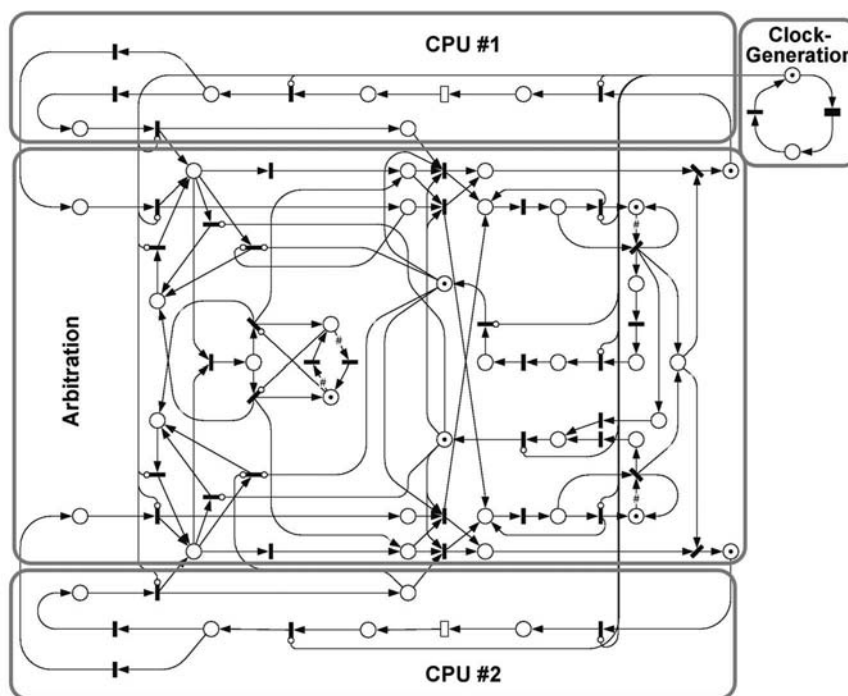 CPU #1
Clock-
Generation
#
Arbitration
#
#
#
CPU #2